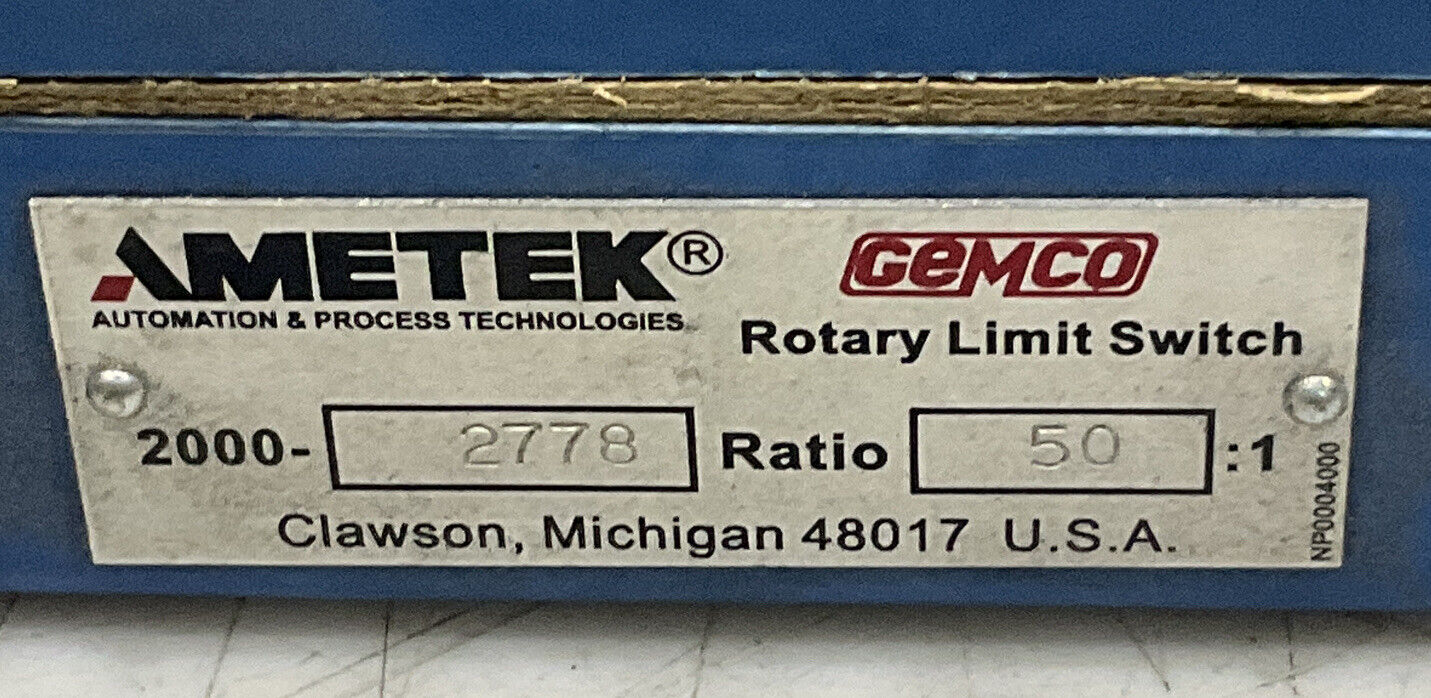 AMETEK®
AUTOMATION & PROCESS TECHNOLOGIES
GEMCO
Rotary Limit Switch
2000- 2778 Ratio 50 :1
Clawson, Michigan 48017 U.S.A.
NP0004000